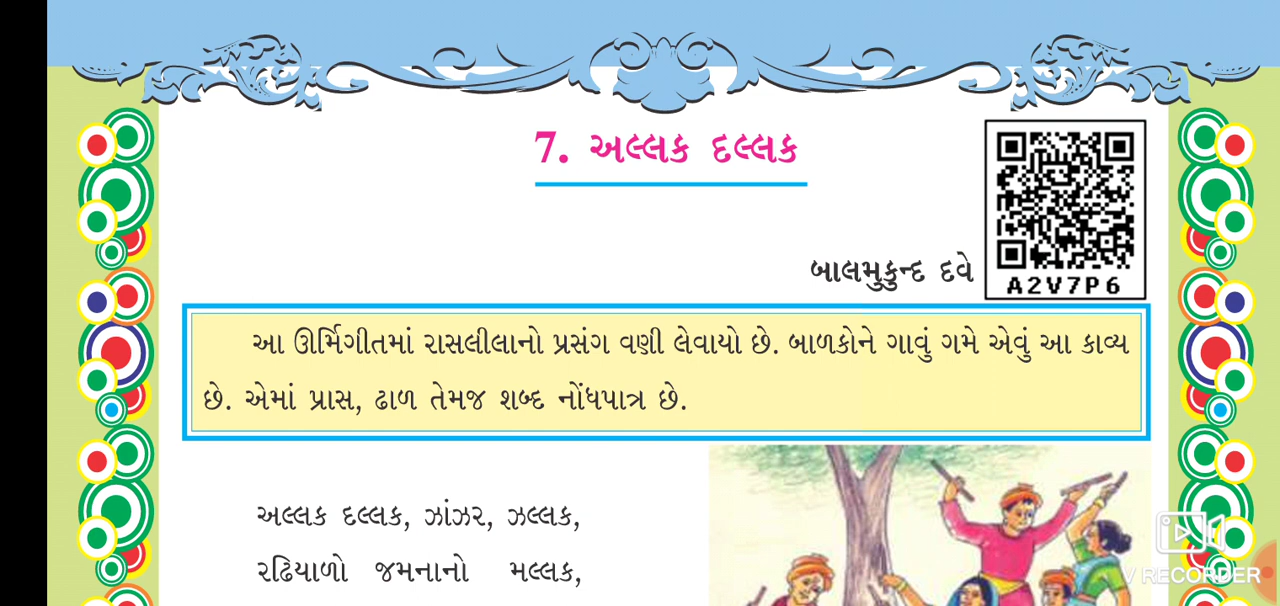 7. અલ્લક દલ્લક
A2V7P6
બાલમુકુન્દ દવે
આ ઊર્મિગીતમાં રાસલીલાનો પ્રસંગ વણી લેવાયો છે. બાળકોને ગાવું ગમે એવું આ કાવ્ય
છે. એમાં પ્રાસ, ઢાળ તેમજ શબ્દ નોંધપાત્ર છે.
અલ્લક દલ્લક, ઝાંઝર, ઝલ્લક,
રઢિયાળો જમનાનો મલ્લક,
V RECORDER